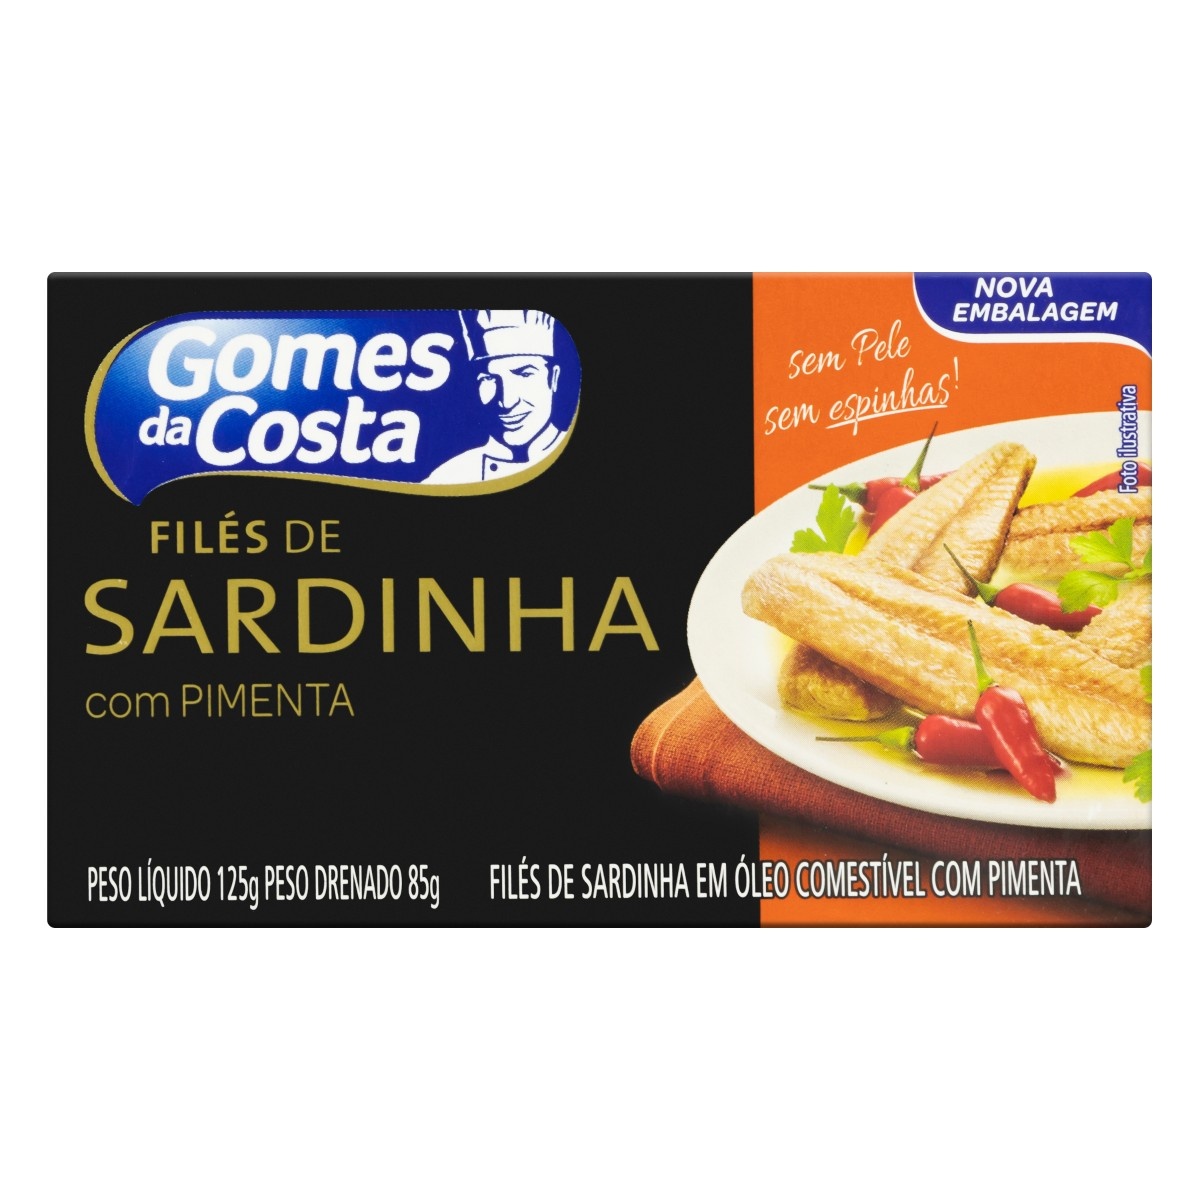 NOVA
EMBALAGEM
Gomes
da Costa
sem Pele
sem espinhas!
Foto ilustrativa
FILÉS DE
SARDINHA
com PIMENTA
PESO LÍQUIDO 125g PESO DRENADO 85g
FILÉS DE SARDINHA EM ÓLEO COMESTÍVEL COM PIMENTA